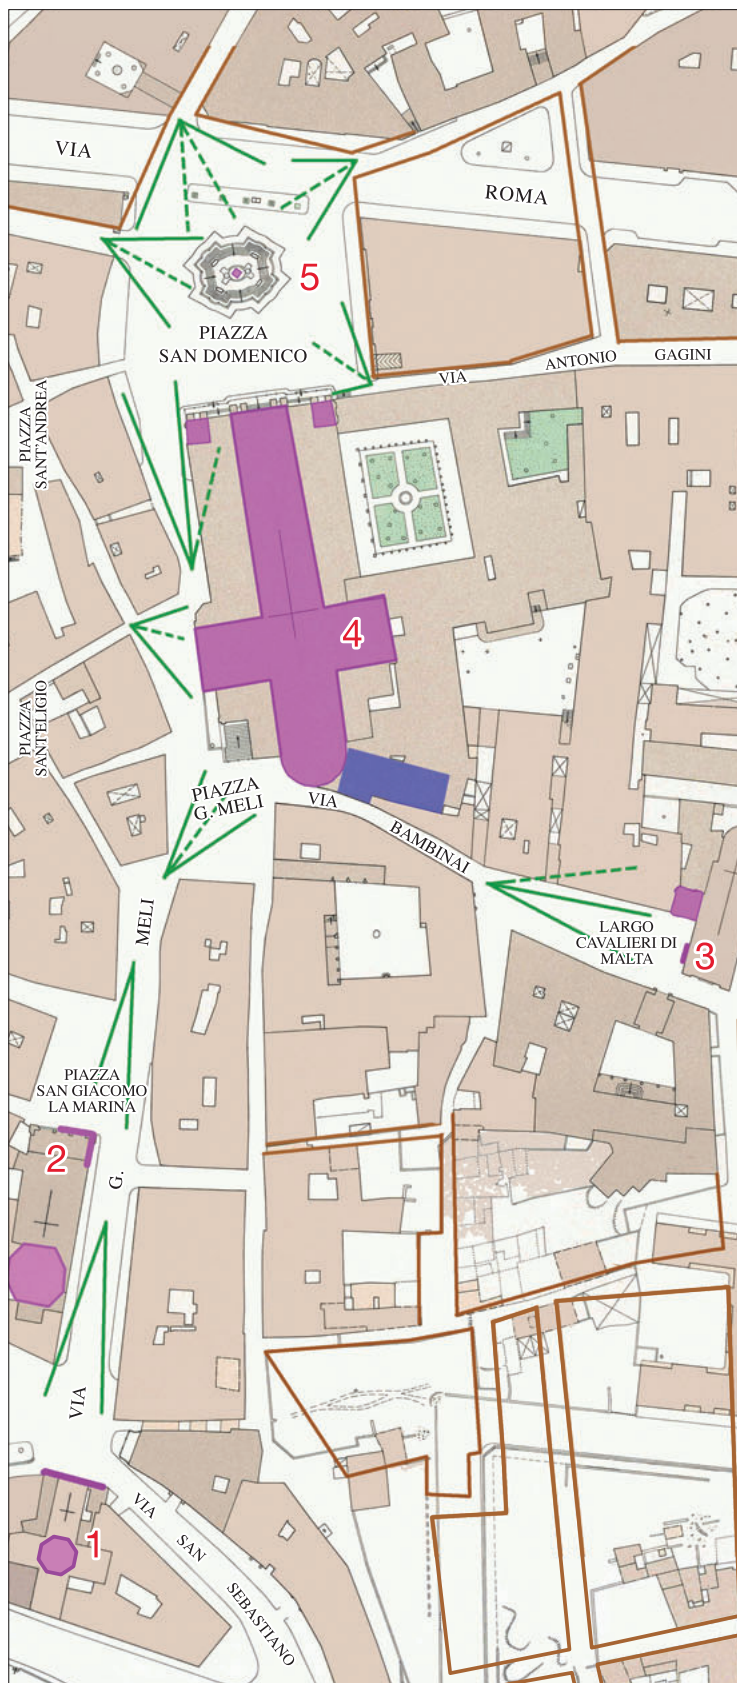 VIA
ROMA
5
PIAZZA
SAN DOMENICO
VIA
ANTONIO
GAGINI
PIAZZA
SANT'ANDREA
4
PIAZZA
SANT'ELIGIO
PIAZZA
G. MELI
VIA
BAMBINAI
MELI
LARGO
CAVALIERI DI
MALTA
3
PIAZZA
SAN GIACOMO
LA MARINA
2
G.
VIA
1
VIA
SAN
SEBASTIANO